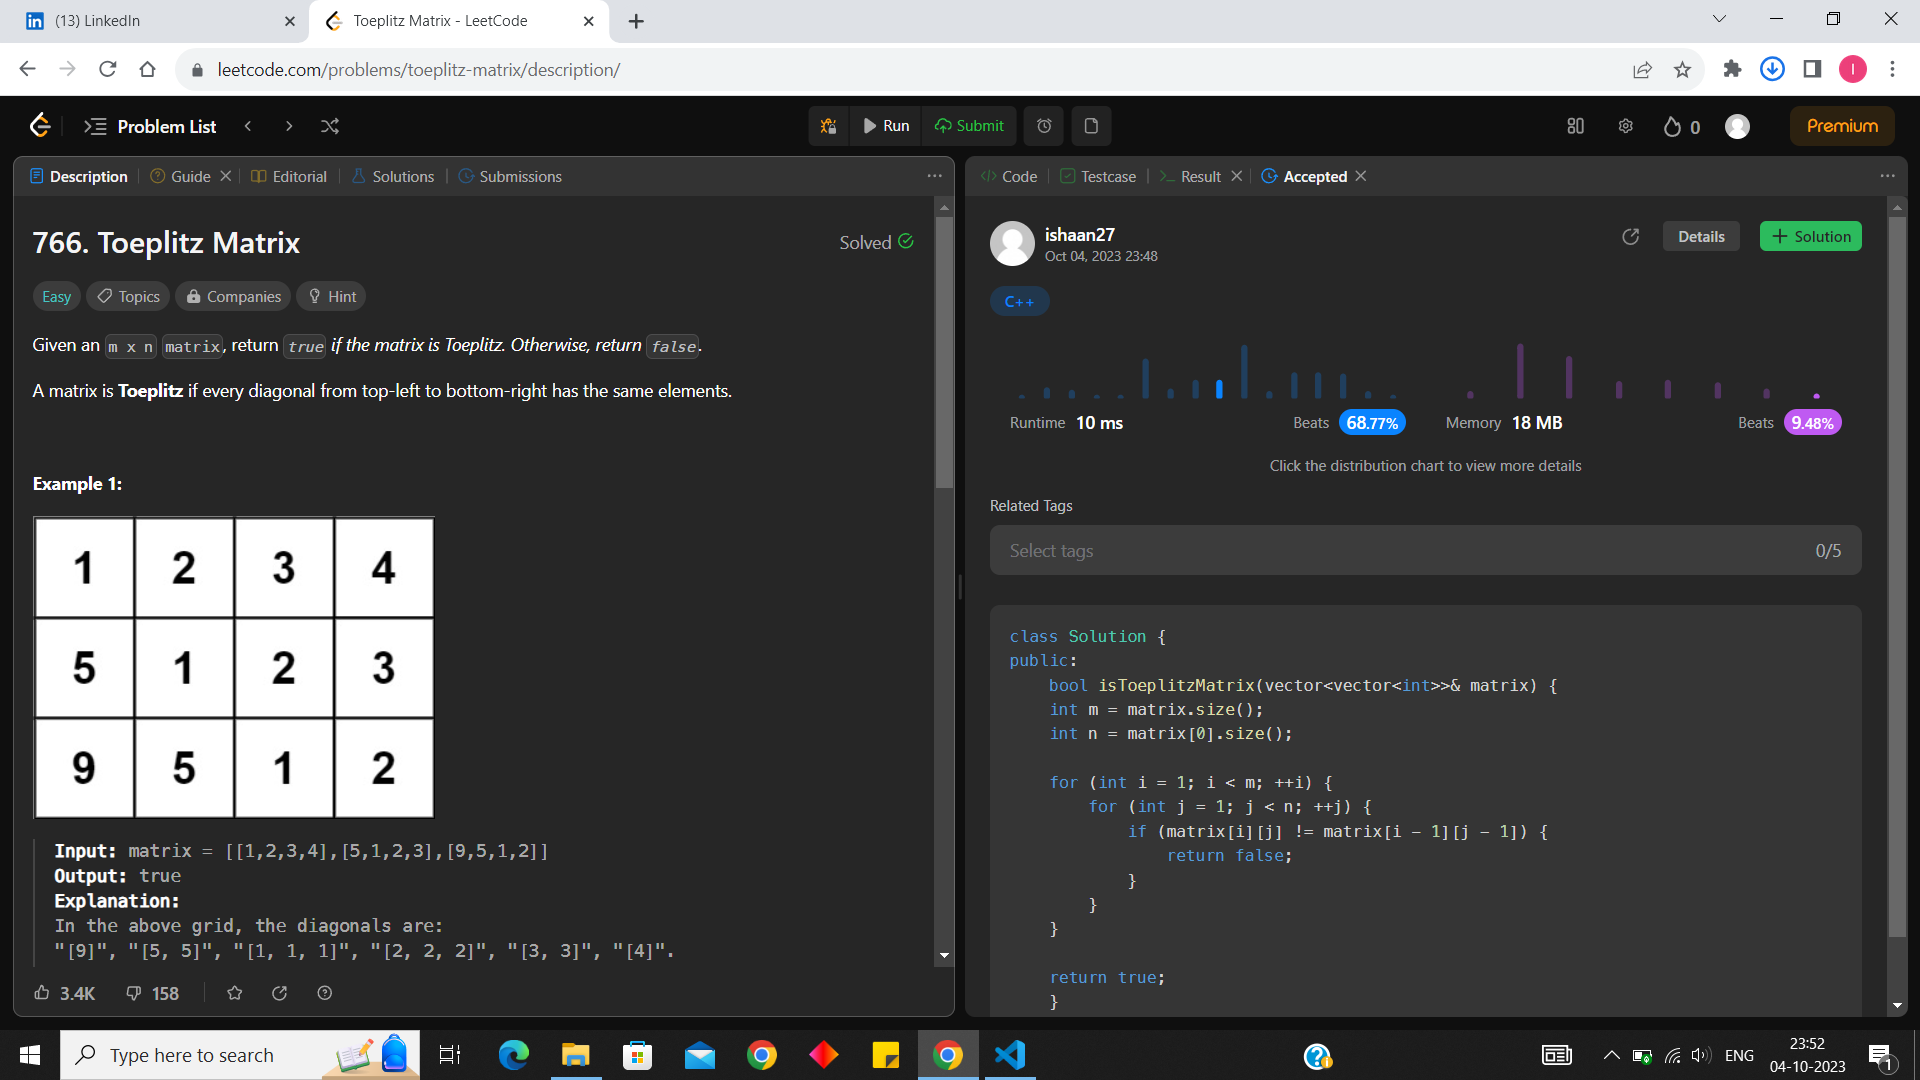 (13) LinkedIn
Toeplitz Matrix - LeetCode
leetcode.com/problems/toeplitz-matrix/description/
I
Problem List
Run
Submit
0
Premium
Description
Guide
Editorial
Solutions
Submissions
766. Toeplitz Matrix
Solved
Easy
Topics
Companies
Hint
Given an m x n matrix, return true if the matrix is Toeplitz. Otherwise, return false.
A matrix is Toeplitz if every diagonal from top-left to bottom-right has the same elements.
Example 1:
1 2 3 4
5 1 2 3
9 5 1 2
Input: matrix = [[1,2,3,4],[5,1,2,3],[9,5,1,2]]
Output: true
Explanation:
In the above grid, the diagonals are:
"[9]", "[5, 5]", "[1, 1, 1]", "[2, 2, 2]", "[3, 3]", "[4]".
3.4K
158
Code
Testcase
Result
Accepted
ishaan27
Oct 04, 2023 23:48
Details
Solution
C++
Runtime 10 ms
Beats 68.77%
Memory 18 MB
Beats 9.48%
Click the distribution chart to view more details
Related Tags
Select tags
0/5
class Solution {
public:
    bool isToeplitzMatrix(vector<vector<int>>& matrix) {
    int m = matrix.size();
    int n = matrix[0].size();
    for (int i = 1; i < m; ++i) {
        for (int j = 1; j < n; ++j) {
            if (matrix[i][j] != matrix[i - 1][j - 1]) {
                return false;
            }
        }
    }
    return true;
    }
Type here to search
ENG
23:52
04-10-2023
1